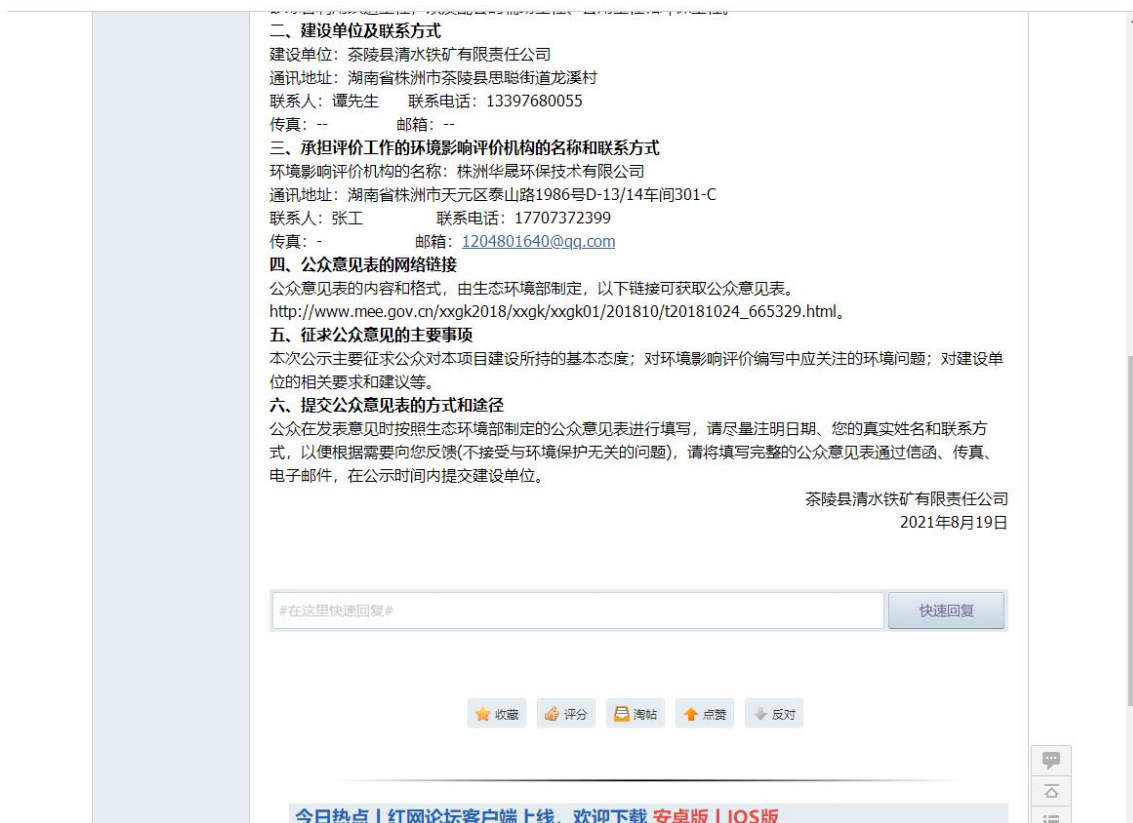 二、建设单位及联系方式
建设单位：茶陵县清水铁矿有限责任公司
通讯地址：湖南省株洲市茶陵县思聪街道龙溪村
联系人：谭先生 联系电话：13397680055
传真：-- 邮箱：--
三、承担评价工作的环境影响评价机构的名称和联系方式
环境影响评价机构的名称：株洲华晟环保技术有限公司
通讯地址：湖南省株洲市天元区泰山路1986号D-13/14车间301-C
联系人：张工 联系电话：17707372399
传真：- 邮箱：1204801640@qq.com
四、公众意见表的网络链接
公众意见表的内容和格式，由生态环境部制定，以下链接可获取公众意见表。
http://www.mee.gov.cn/xxgk2018/xxgk/xxgk01/201810/t20181024_665329.html。
五、征求公众意见的主要事项
本次公示主要征求公众对本项目建设所持的基本态度；对环境影响评价编写中应关注的环境问题；对建设单
位的相关要求和建议等。
六、提交公众意见表的方式和途径
公众在发表意见时按照生态环境部制定的公众意见表进行填写，请尽量注明日期、您的真实姓名和联系方
式，以便根据需要向您反馈(不接受与环境保护无关的问题)，请将填写完整的公众意见表通过信函、传真、
电子邮件，在公示时间内提交建设单位。
茶陵县清水铁矿有限责任公司
2021年8月19日
#在这里快速回复# 快速回复
收藏 评分 淘帖 点赞 反对
今日热点丨红网论坛客户端上线，欢迎下载 安卓版丨IOS版